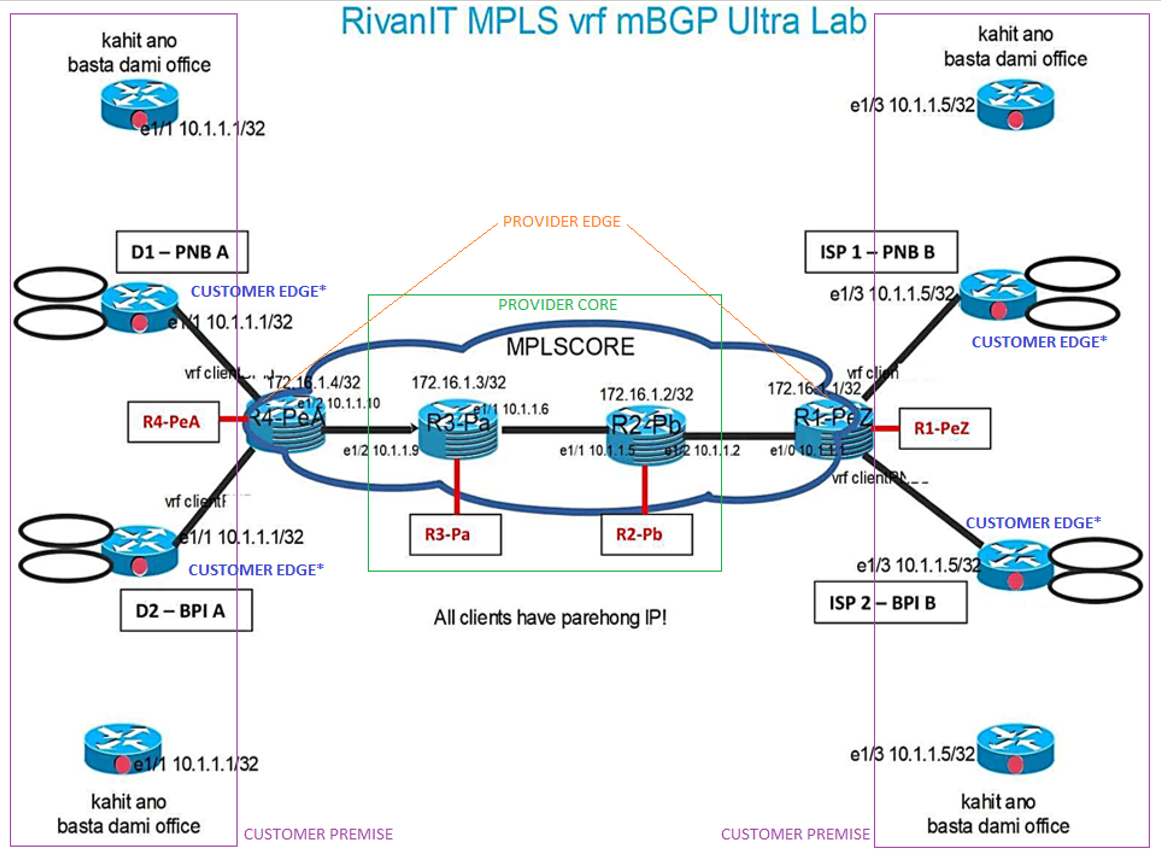 RivanIT MPLS vrf mBGP Ultra Lab
kahit ano
basta dami office
e1/1 10.1.1.1/32
kahit ano
basta dami office
e1/3 10.1.1.5/32
PROVIDER EDGE
D1 – PNB A
CUSTOMER EDGE*
e1/1 10.1.1.1/32
ISP 1 – PNB B
e1/3 10.1.1.5/32
CUSTOMER EDGE*
PROVIDER CORE
MPLSCORE
vrf
172.16.1.4/32
e1/2 10.1.1.10
R4-PeA
R4-PeA
e1/2 10.1.1.9
172.16.1.3/32
e1/1 10.1.1.6
R3-Pa
R3-Pa
172.16.1.2/32
R2-Pb
e1/1 10.1.1.5
e1/2 10.1.1.2
R2-Pb
vrf
172.16.1.1/32
R1-PeZ
e1/0 10.1.1.1
R1-PeZ
vrf
vrf
e1/1 10.1.1.1/32
CUSTOMER EDGE*
D2 – BPI A
CUSTOMER EDGE*
e1/3 10.1.1.5/32
ISP 2 – BPI B
All clients have parehong IP!
e1/1 10.1.1.1/32
kahit ano
basta dami office
CUSTOMER PREMISE
e1/3 10.1.1.5/32
kahit ano
basta dami office
CUSTOMER PREMISE